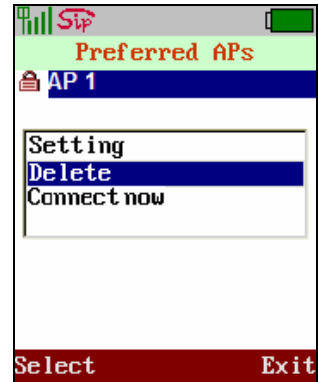 Sip
Preferred APs
AP 1
Setting
Delete
Connect now
Select Exit